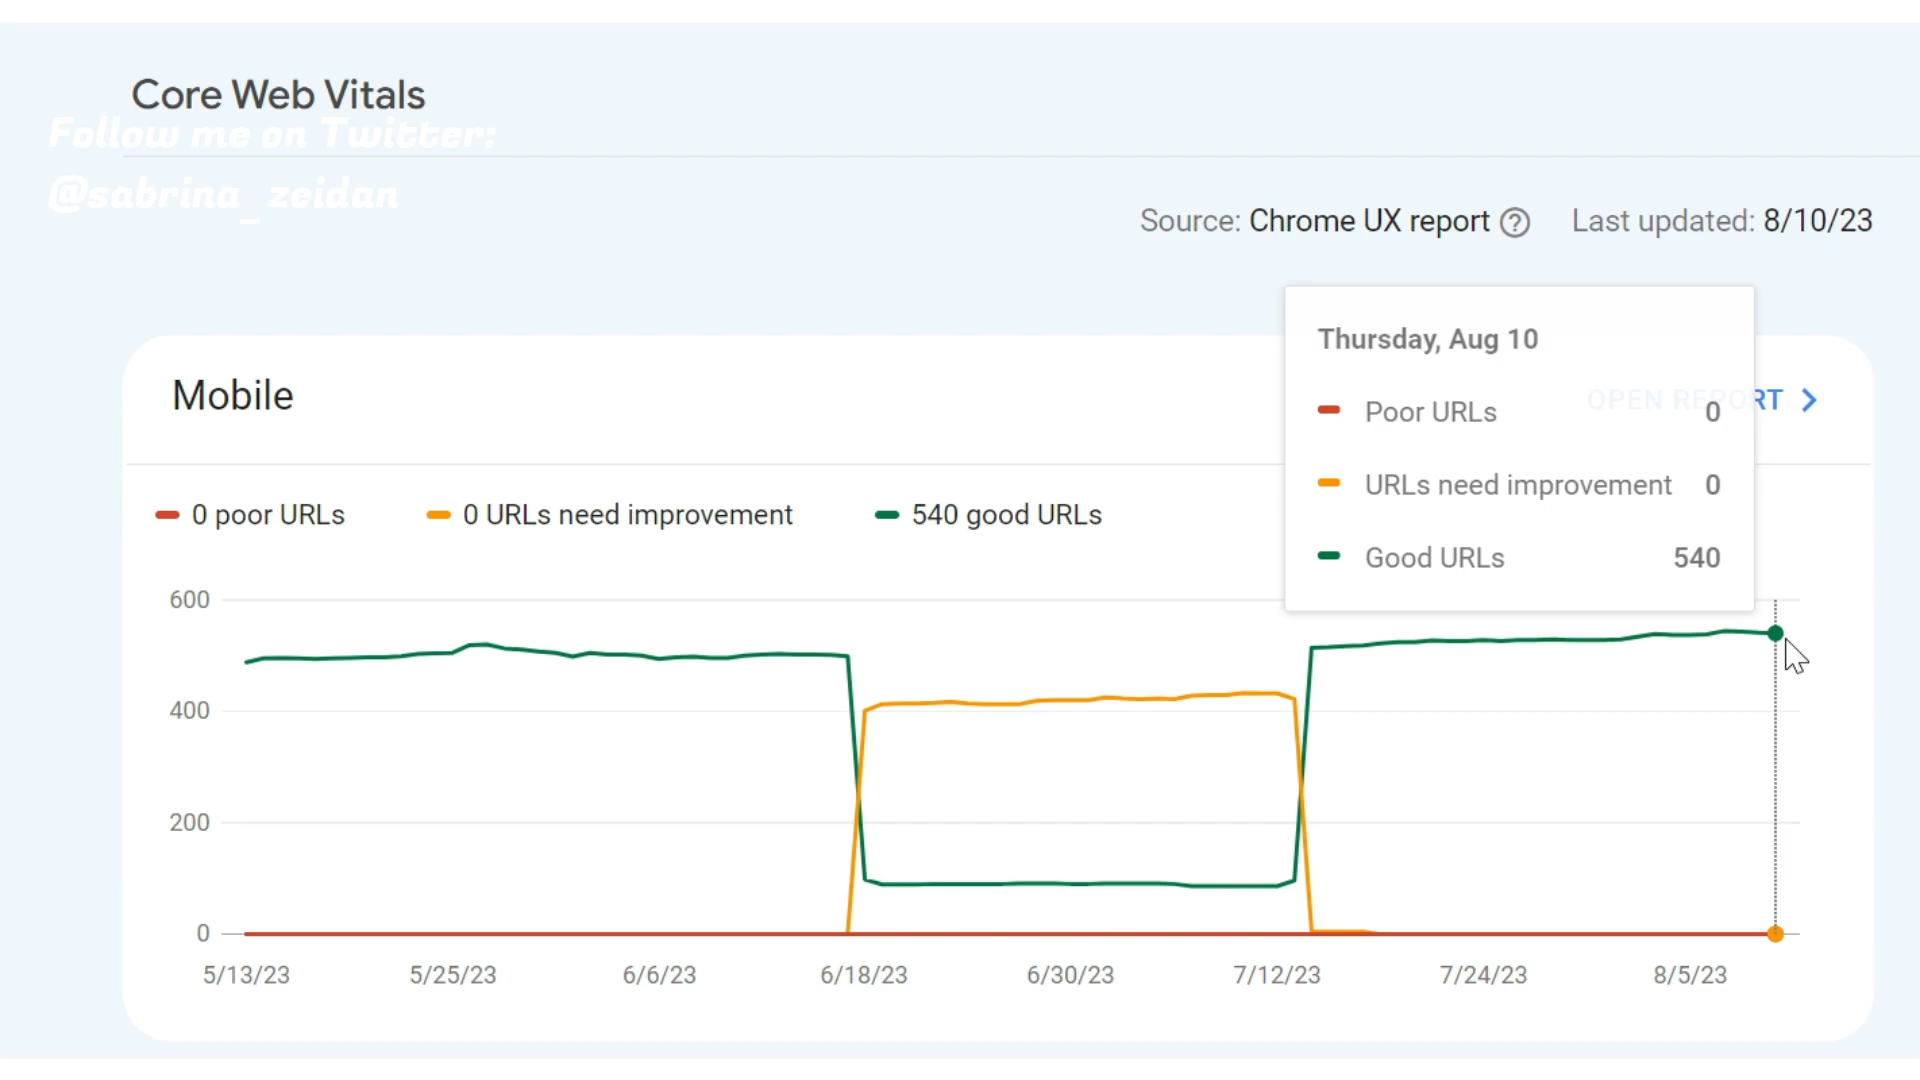 Core Web Vitals
Follow me on Twitter:
@sabrina_zeidan
Source: Chrome UX report Last updated: 8/10/23
Thursday, Aug 10
Mobile
OPEN REPORT
Poor URLs 0
URLs need improvement 0
Good URLs 540
0 poor URLs 0 URLs need improvement 540 good URLs
600
400
200
0
5/13/23 5/25/23 6/6/23 6/18/23 6/30/23 7/12/23 7/24/23 8/5/23